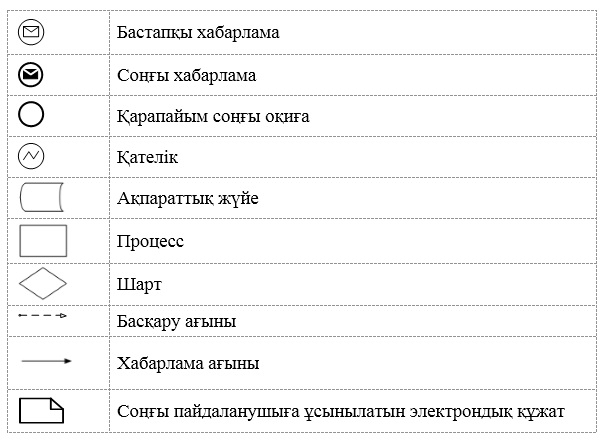 Бастапқы хабарлама
Соңғы хабарлама
Қарапайым соңғы оқиға
Қателік
Ақпараттық жүйе
Процесс
Шарт
Басқару ағыны
Хабарлама ағыны
Соңғы пайдаланушыға ұсынылатын электрондық құжат